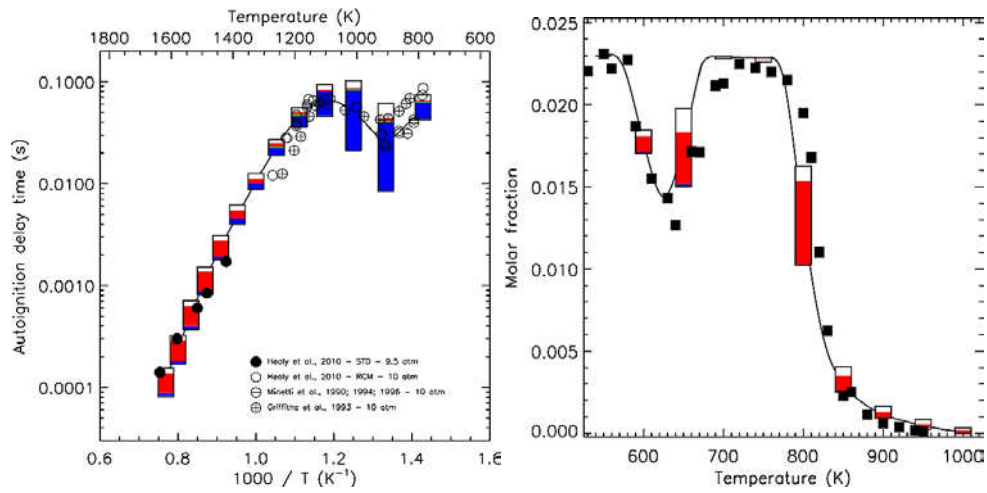 Temperature (K)
1800 1600 1400 1200 1000 800 600
Autoignition delay time (s)
0.1000
0.0100
0.0010
0.0001
Healy et al., 2010 - STD - 9.5 atm
Healy et al., 2010 - RCM - 10 atm
Minetti et al., 1990; 1994; 1996 - 10 atm
Griffiths et al., 1993 - 10 atm
0.6 0.8 1.0 1.2 1.4 1.6
1000 / T (K⁻¹)
Molar fraction
0.025
0.020
0.015
0.010
0.005
0.000
600 700 800 900 1000
Temperature (K)